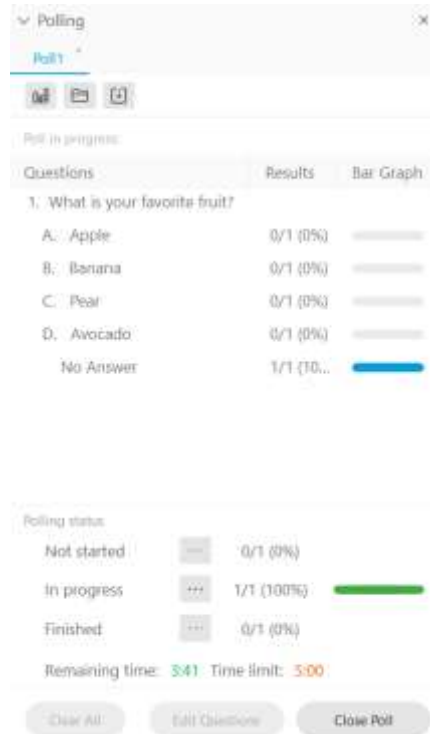 Polling
Poll1 *
Poll in progress:
Questions Results Bar Graph
1. What is your favorite fruit?
A. Apple 0/1 (0%)
B. Banana 0/1 (0%)
C. Pear 0/1 (0%)
D. Avocado 0/1 (0%)
No Answer 1/1 (10...
Polling status
Not started ... 0/1 (0%)
In progress ... 1/1 (100%)
Finished ... 0/1 (0%)
Remaining time: 3:41 Time limit: 5:00
Clear All Edit Questions Close Poll